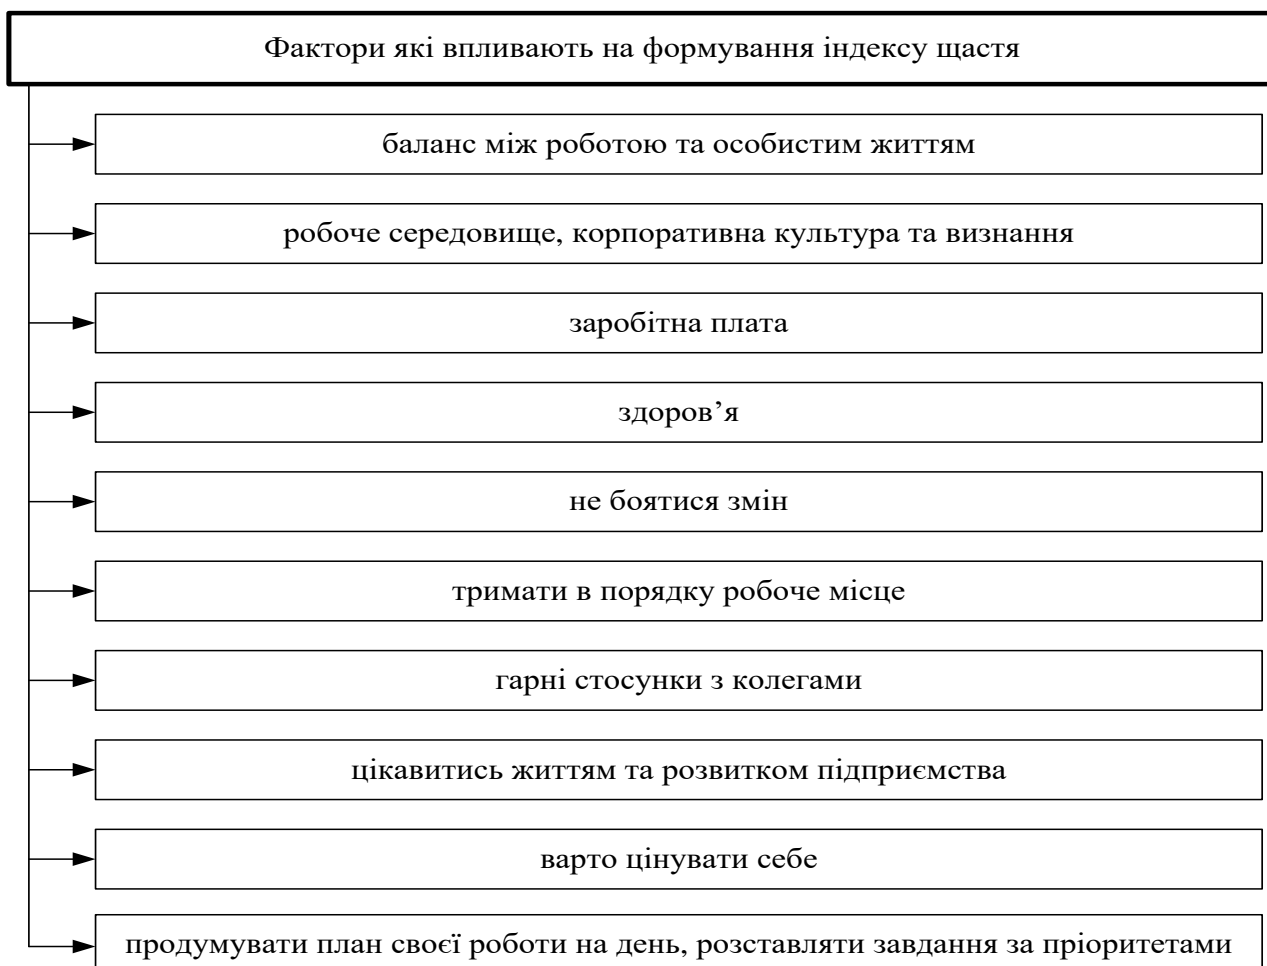 Фактори які впливають на формування індексу щастя
баланс між роботою та особистим життям
робоче середовище, корпоративна культура та визнання
заробітна плата
здоров’я
не боятися змін
тримати в порядку робоче місце
гарні стосунки з колегами
цікавитись життям та розвитком підприємства
варто цінувати себе
продумувати план своєї роботи на день, розставляти завдання за пріоритетами